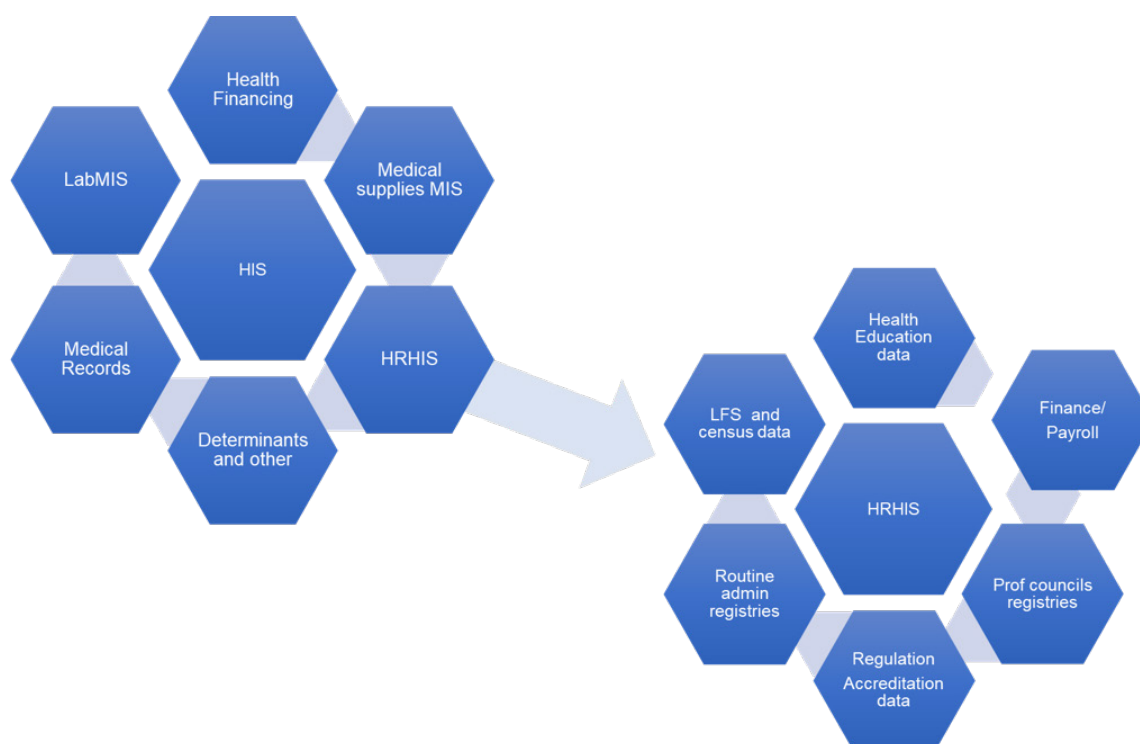 Health
Financing
LabMIS
Medical
supplies MIS
HIS
Medical
Records
HRHIS
Determinants
and other
Health
Education
data
LFS and
census data
Finance/
Payroll
HRHIS
Routine
admin
registries
Prof councils
registries
Regulation
Accreditation
data